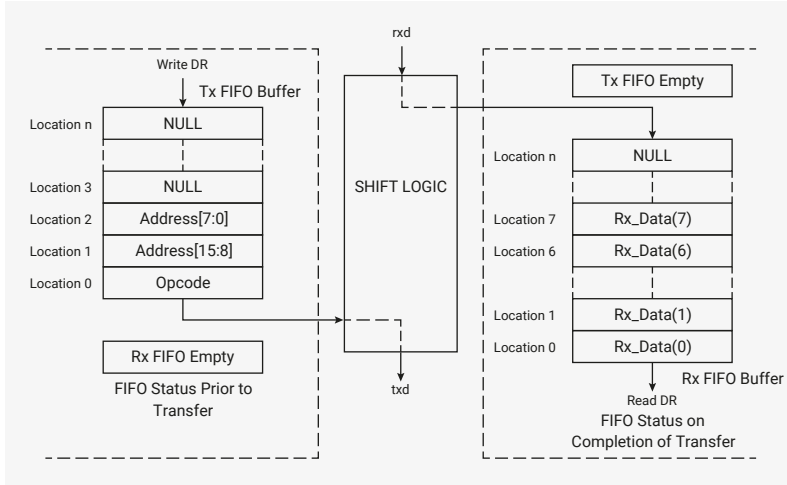 rxd
Write DR
Tx FIFO Buffer
Location n
NULL
Location 3
NULL
Location 2
Address[7:0]
Location 1
Address[15:8]
Location 0
Opcode
Rx FIFO Empty
FIFO Status Prior to
Transfer
SHIFT LOGIC
txd
Tx FIFO Empty
Location n
NULL
Location 7
Rx_Data(7)
Location 6
Rx_Data(6)
Location 1
Rx_Data(1)
Location 0
Rx_Data(0)
Rx FIFO Buffer
Read DR
FIFO Status on
Completion of Transfer